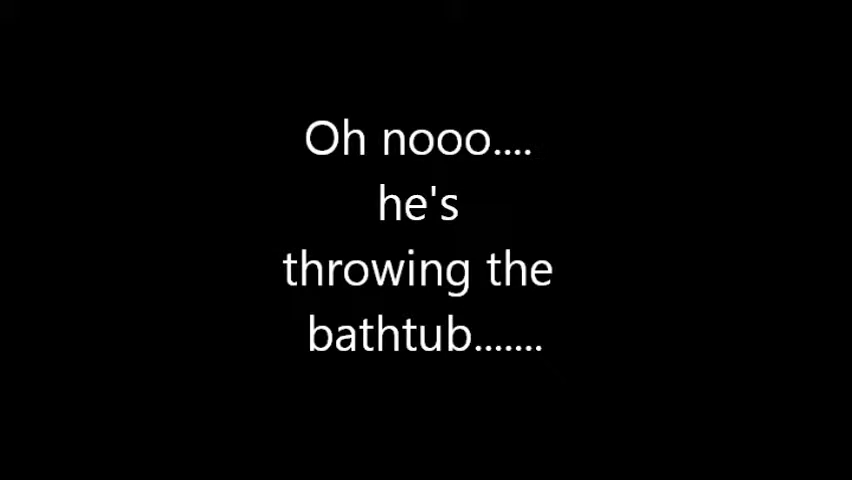 Oh nooo....
he's
throwing the
bathtub.......